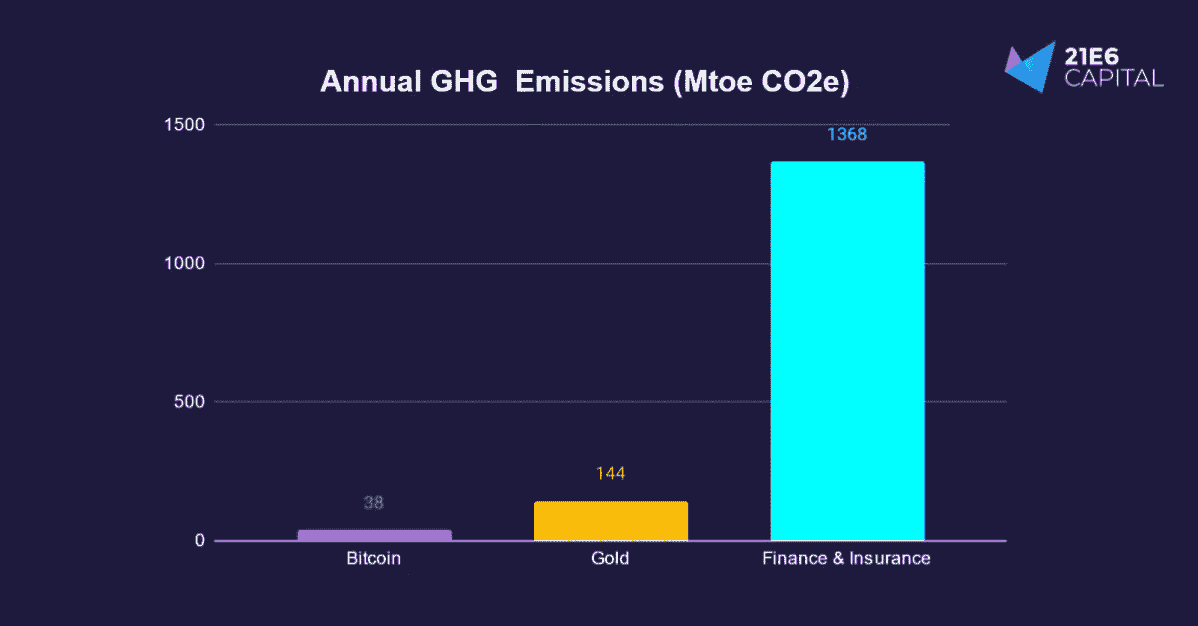 21E6
CAPITAL
Annual GHG  Emissions (Mtoe CO2e)
1500
1368
1000
500
144
38
0
Bitcoin
Gold
Finance & Insurance